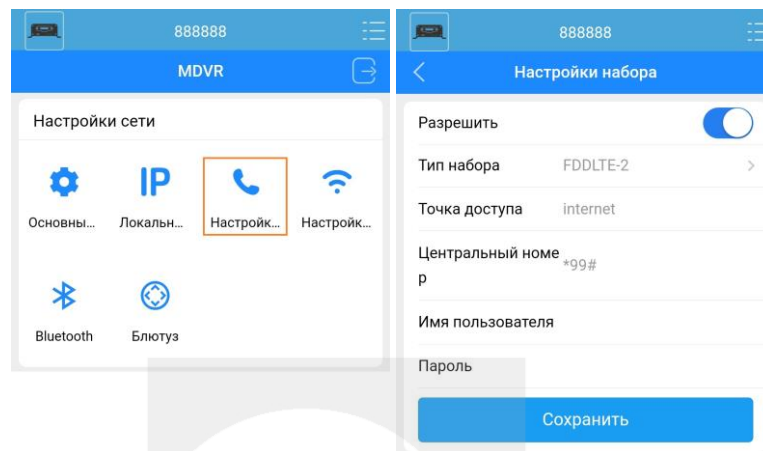 888888
MDVR
Настройки сети
IP
Основны...
Локальн...
Настройк...
Настройк...
Bluetooth
Блютуз
888888
Настройки набора
Разрешить
Тип набора FDDLTE-2
Точка доступа internet
Центральный номе
р *99#
Имя пользователя
Пароль
Сохранить